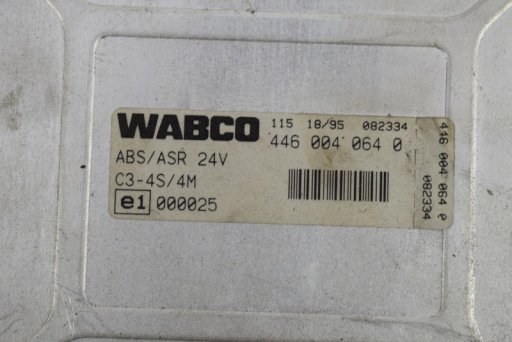 WABCO 115 18/95 082334
446 004 064 0
ABS/ASR 24V
C3-4S/4M
e1 000025
446 004 064 0
082334